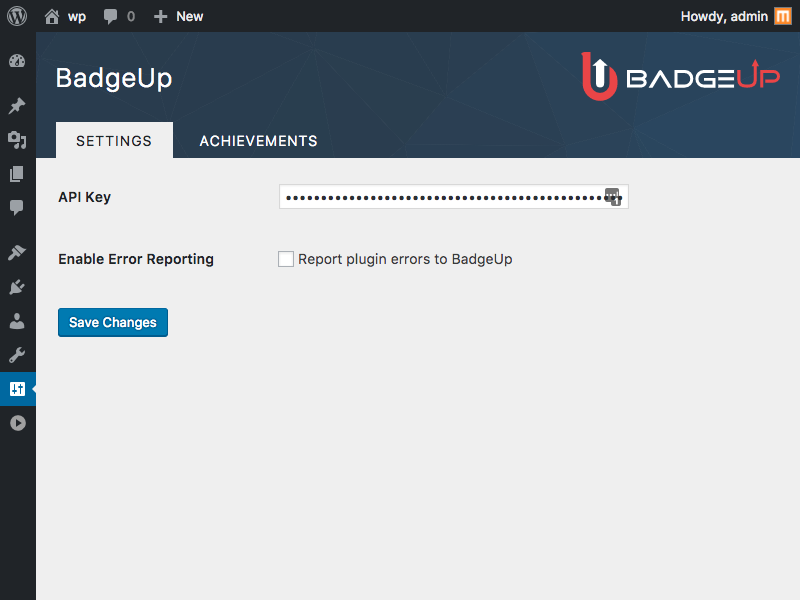 wp 0 New Howdy, admin
BadgeUp
BADGEUP
SETTINGS ACHIEVEMENTS
API Key ••••••••••••••••••••••••••••••••••••••••••••••••
Enable Error Reporting Report plugin errors to BadgeUp
Save Changes